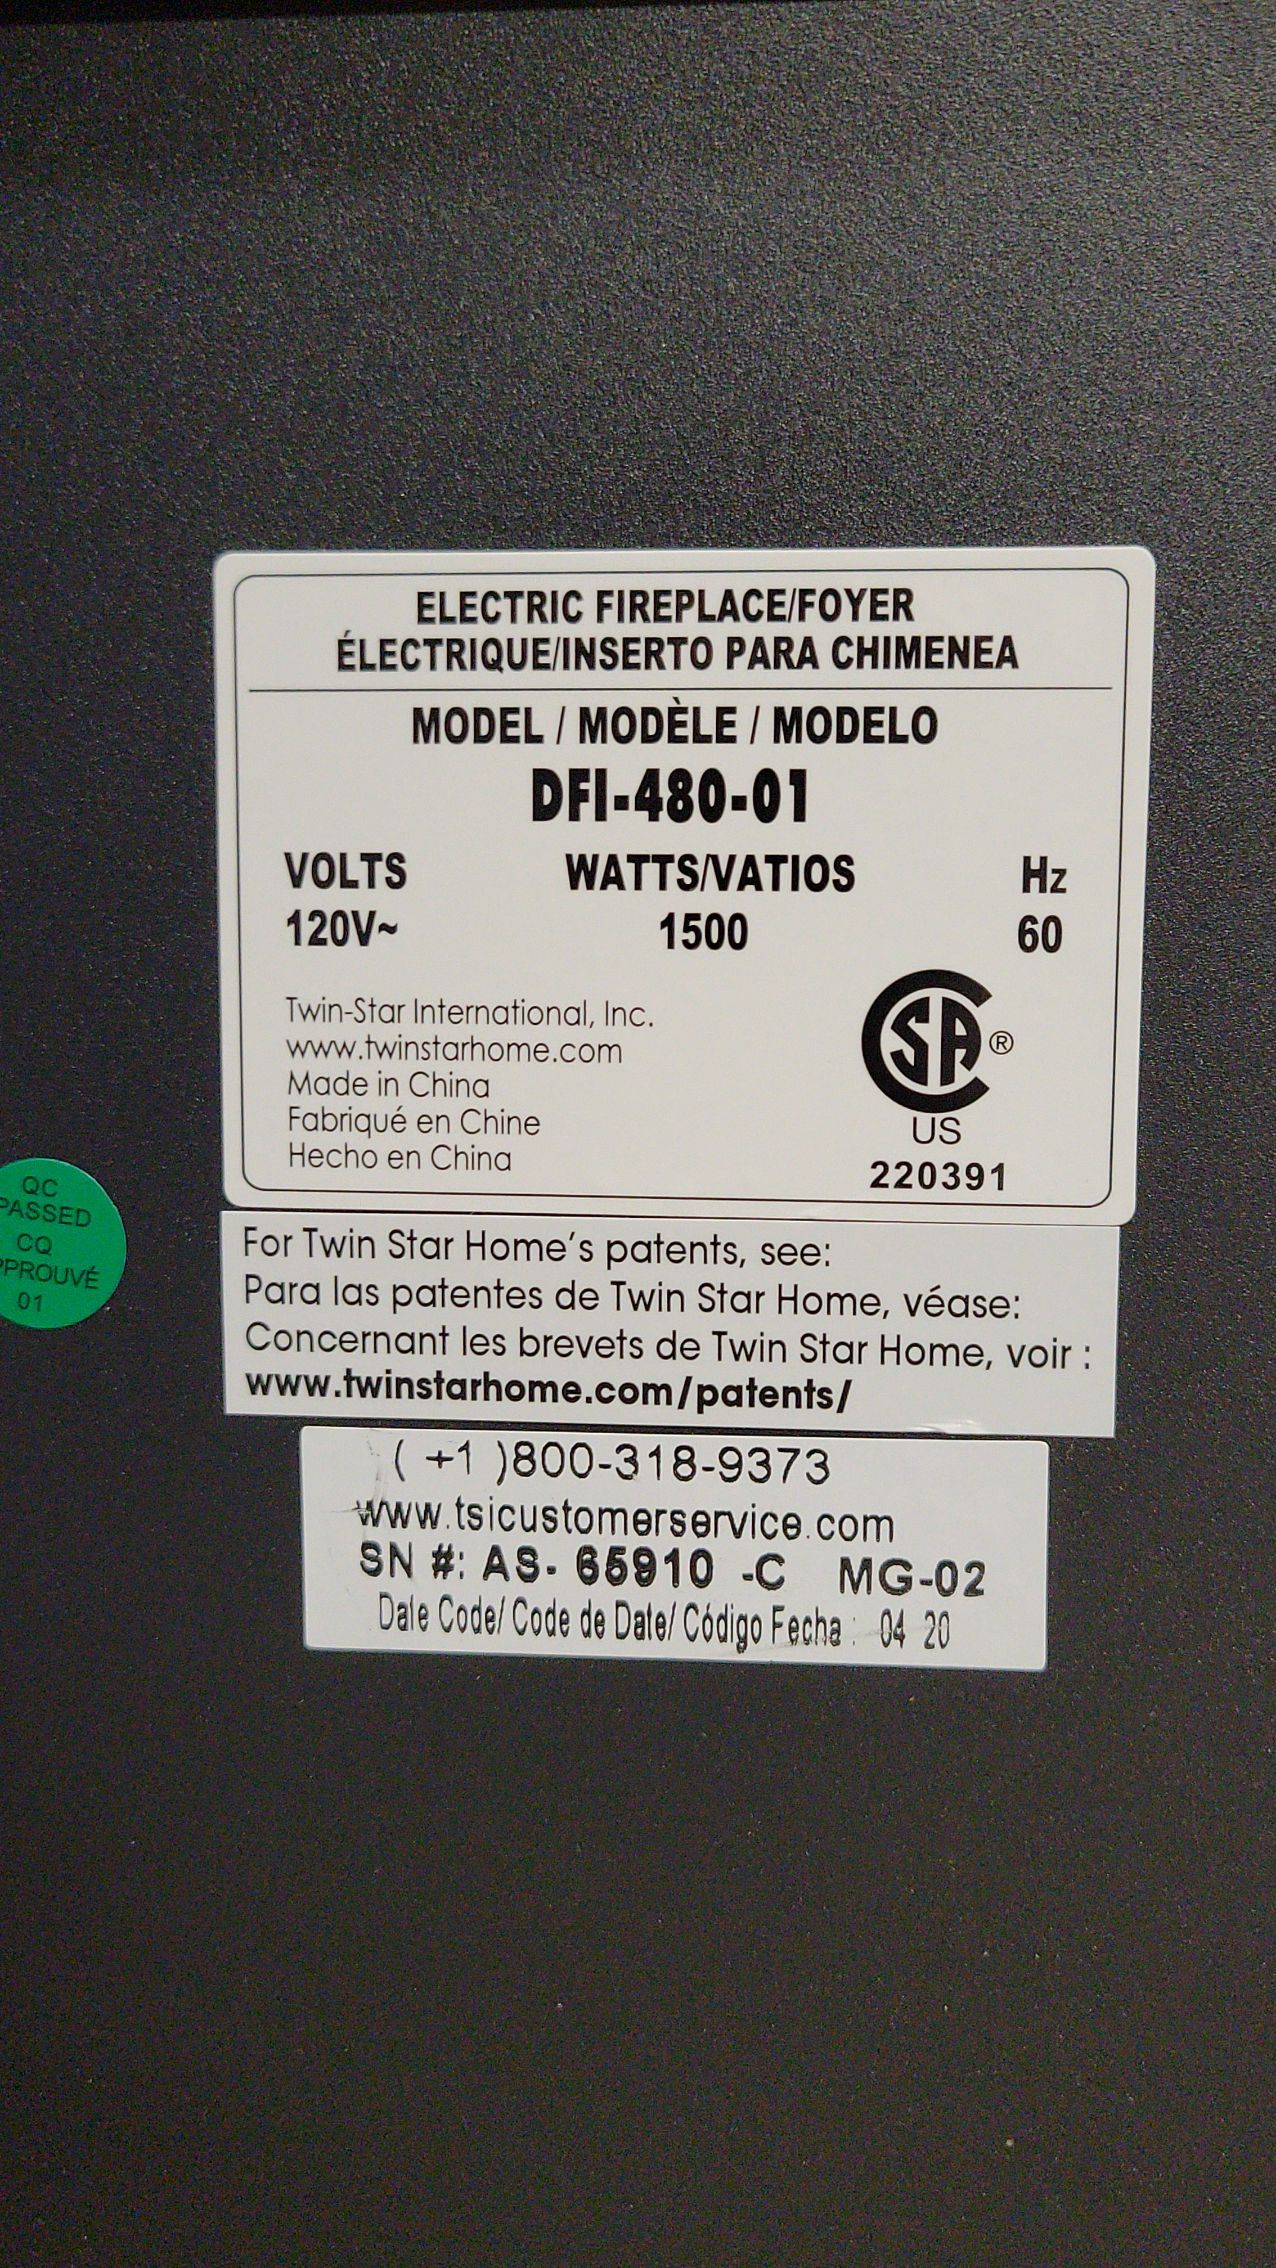 ELECTRIC FIREPLACE/FOYER
ÉLECTRIQUE/INSERTO PARA CHIMENEA
MODEL / MODÈLE / MODELO
DFI-480-01
VOLTS WATTS/VATIOS Hz
120V~ 1500 60
Twin-Star International, Inc.
www.twinstarhome.com
Made in China
Fabriqué en Chine
Hecho en China
SA ®
US
220391
QC
PASSED
CQ
PPROUVÉ
01
For Twin Star Home's patents, see:
Para las patentes de Twin Star Home, véase:
Concernant les brevets de Twin Star Home, voir :
www.twinstarhome.com/patents/
( +1 )800-318-9373
www.tsicustomerservice.com
SN #: AS- 65910 -C MG-02
Date Code/ Code de Date/ Código Fecha : 04 20